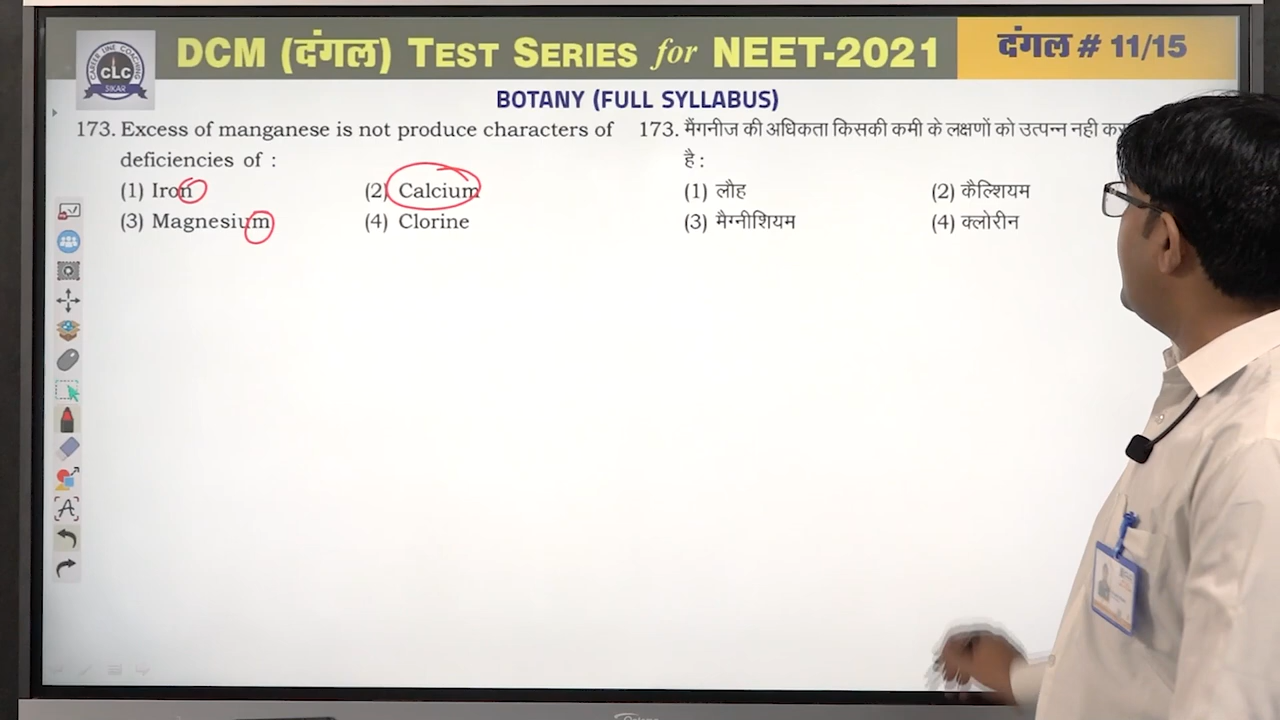 DCM (दंगल) TEST SERIES for NEET-2021
दंगल # 11/15
CAREER LINE COACHING
CLC
SIKAR
BOTANY (FULL SYLLABUS)
173. Excess of manganese is not produce characters of
deficiencies of :
(1) Iron (2) Calcium
(3) Magnesium (4) Clorine
173. मैंगनीज की अधिकता किसकी कमी के लक्षणों को उत्पन्न नही
है :
(1) लौह (2) कैल्शियम
(3) मैग्नीशियम (4) क्लोरीन